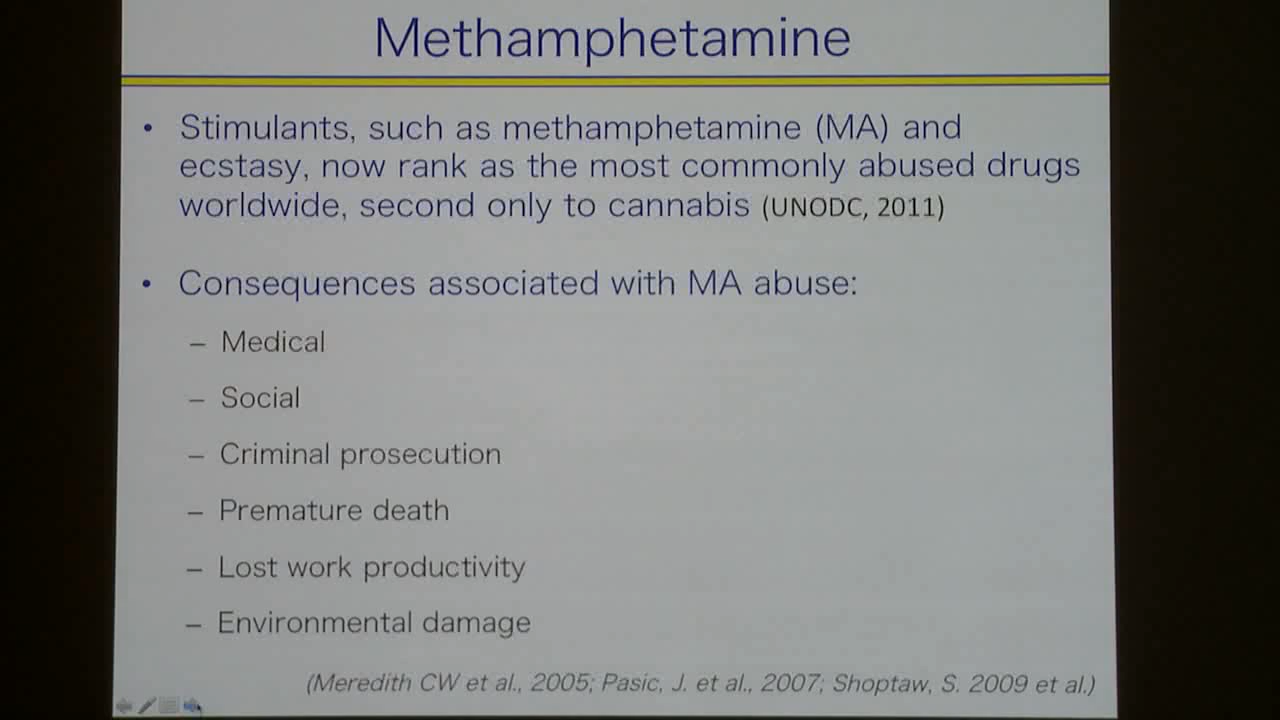 Methamphetamine
• Stimulants, such as methamphetamine (MA) and
ecstasy, now rank as the most commonly abused drugs
worldwide, second only to cannabis (UNODC, 2011)
• Consequences associated with MA abuse:
– Medical
– Social
– Criminal prosecution
– Premature death
– Lost work productivity
– Environmental damage
(Meredith CW et al., 2005; Pasic, J. et al., 2007; Shoptaw, S. 2009 et al.)